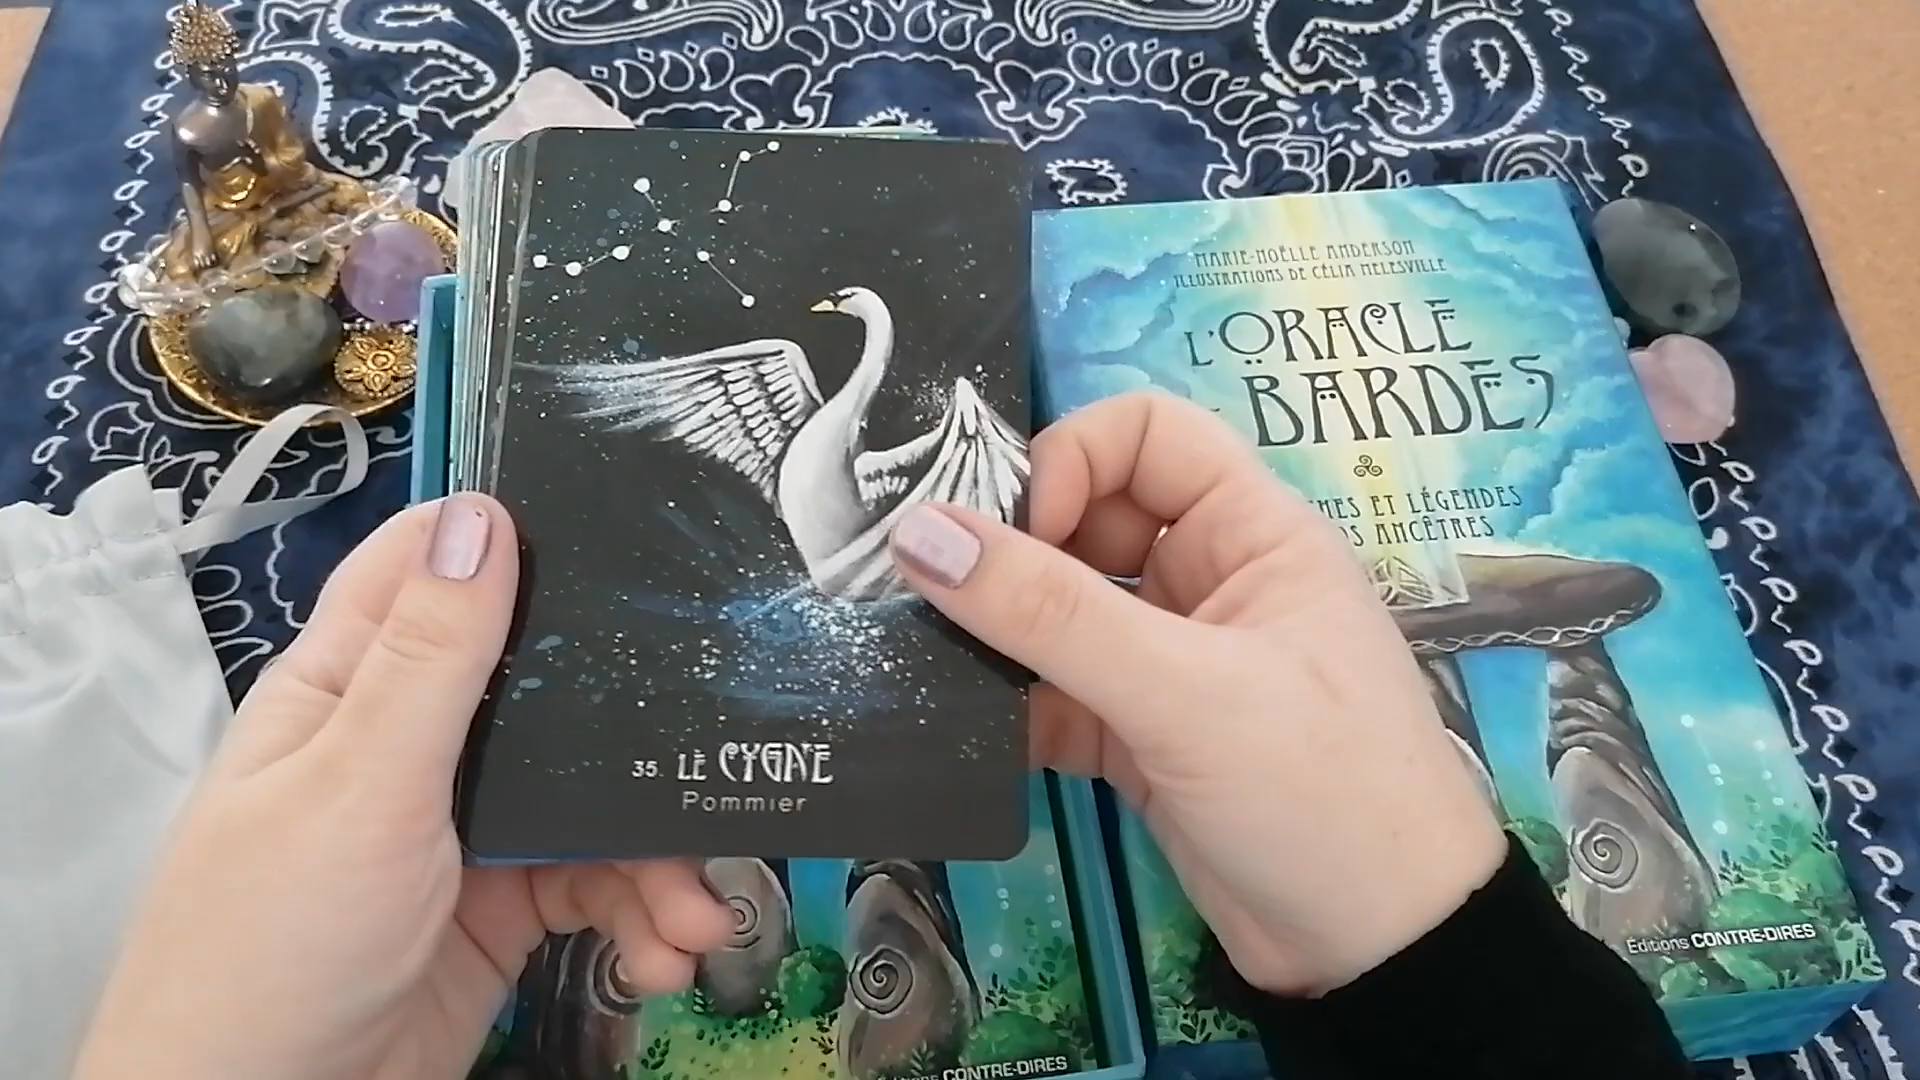 35. LE CYGNE
Pommier
MARIE-NOËLLE ANDERSON
ILLUSTRATIONS DE CÉLIA MELESVILLE
L'ORACLE
BARDES
ET LÉGENDES
ANCÊTRES
Éditions CONTRE-DIRES
CONTRE-DIRES